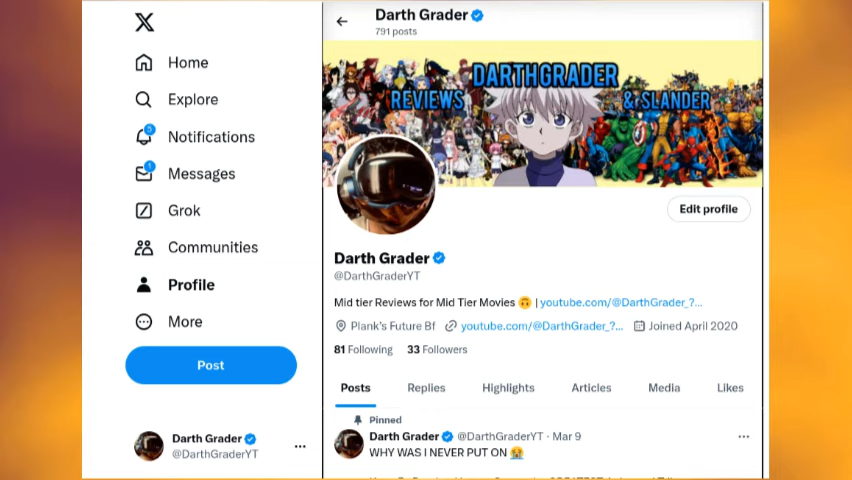 Darth Grader
791 posts
DARTHGRADER
REVIEWS & SLANDER
Home
Explore
5
Notifications
1
Messages
Grok
Communities
Profile
More
Post
Darth Grader
@DarthGraderYT
Edit profile
Darth Grader
@DarthGraderYT
Mid tier Reviews for Mid Tier Movies 🙃 | youtube.com/@DarthGrader_?...
Plank's Future Bf youtube.com/@DarthGrader_?... Joined April 2020
81 Following 33 Followers
Posts Replies Highlights Articles Media Likes
Pinned
Darth Grader @DarthGraderYT · Mar 9
WHY WAS I NEVER PUT ON 😭